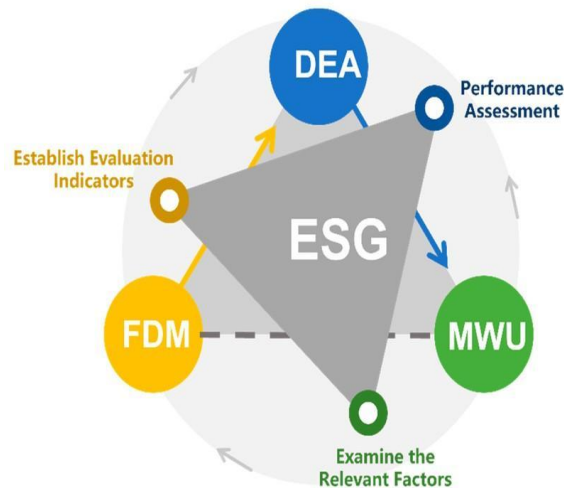 DEA
Performance
Assessment
Establish Evaluation
Indicators
ESG
FDM
MWU
Examine the
Relevant Factors